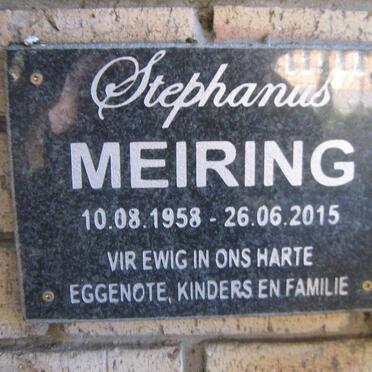 Stephanus
MEIRING
10.08.1958 - 26.06.2015
VIR EWIG IN ONS HARTE
EGGENOTE, KINDERS EN FAMILIE